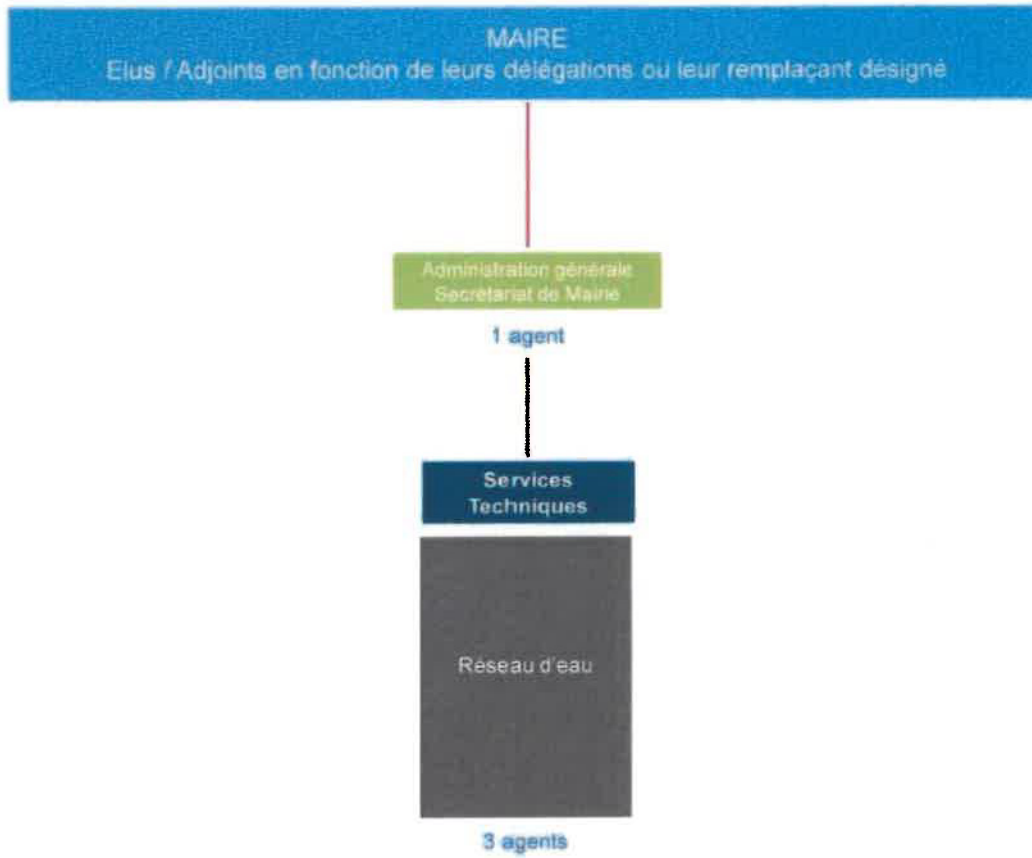 MAIRE
Elus / Adjoints en fonction de leurs délégations ou leur remplaçant désigné
Administration générale
Secrétariat de Mairie
1 agent
Services
Techniques
Réseau d'eau
3 agents